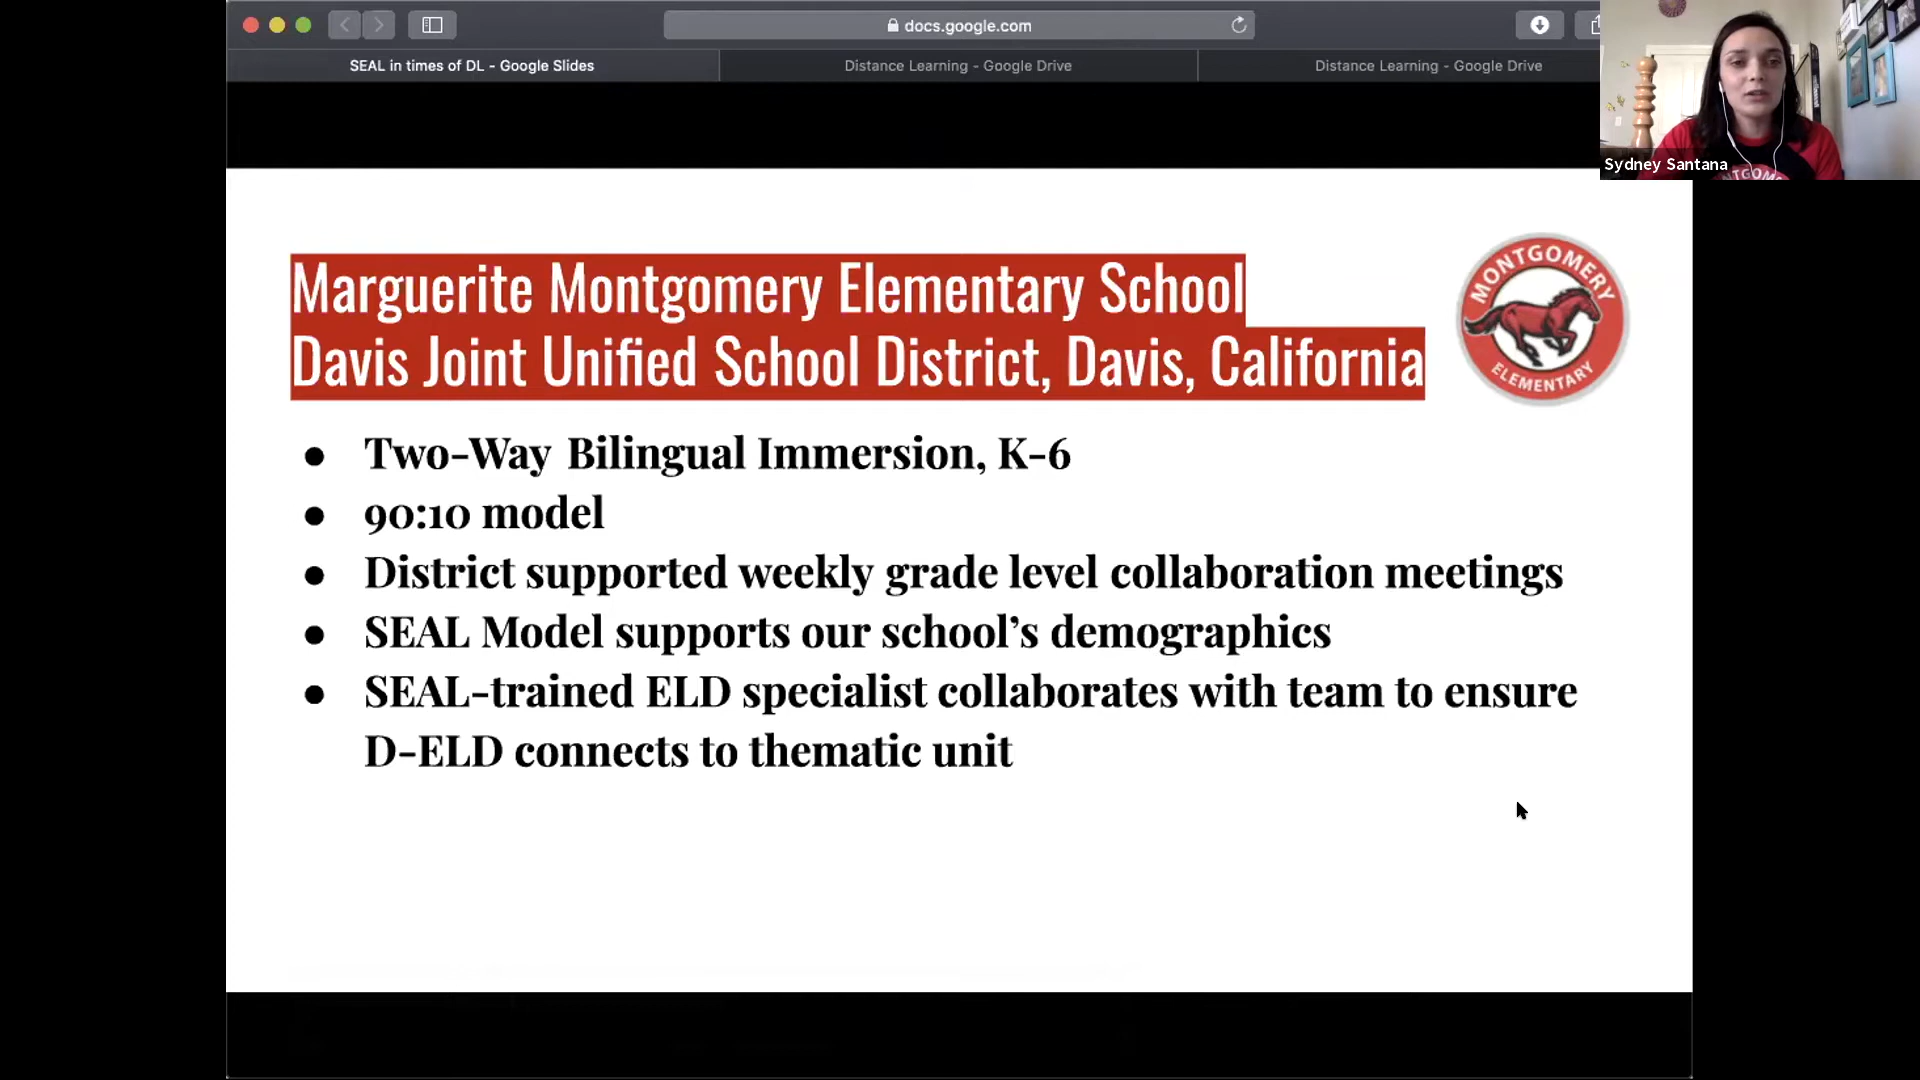 docs.google.com
SEAL in times of DL - Google Slides
Distance Learning - Google Drive
Distance Learning - Google Drive
Sydney Santana
Marguerite Montgomery Elementary School
Davis Joint Unified School District, Davis, California
MONTGOMERY
ELEMENTARY
● Two-Way Bilingual Immersion, K-6
● 90:10 model
● District supported weekly grade level collaboration meetings
● SEAL Model supports our school’s demographics
● SEAL-trained ELD specialist collaborates with team to ensure
D-ELD connects to thematic unit